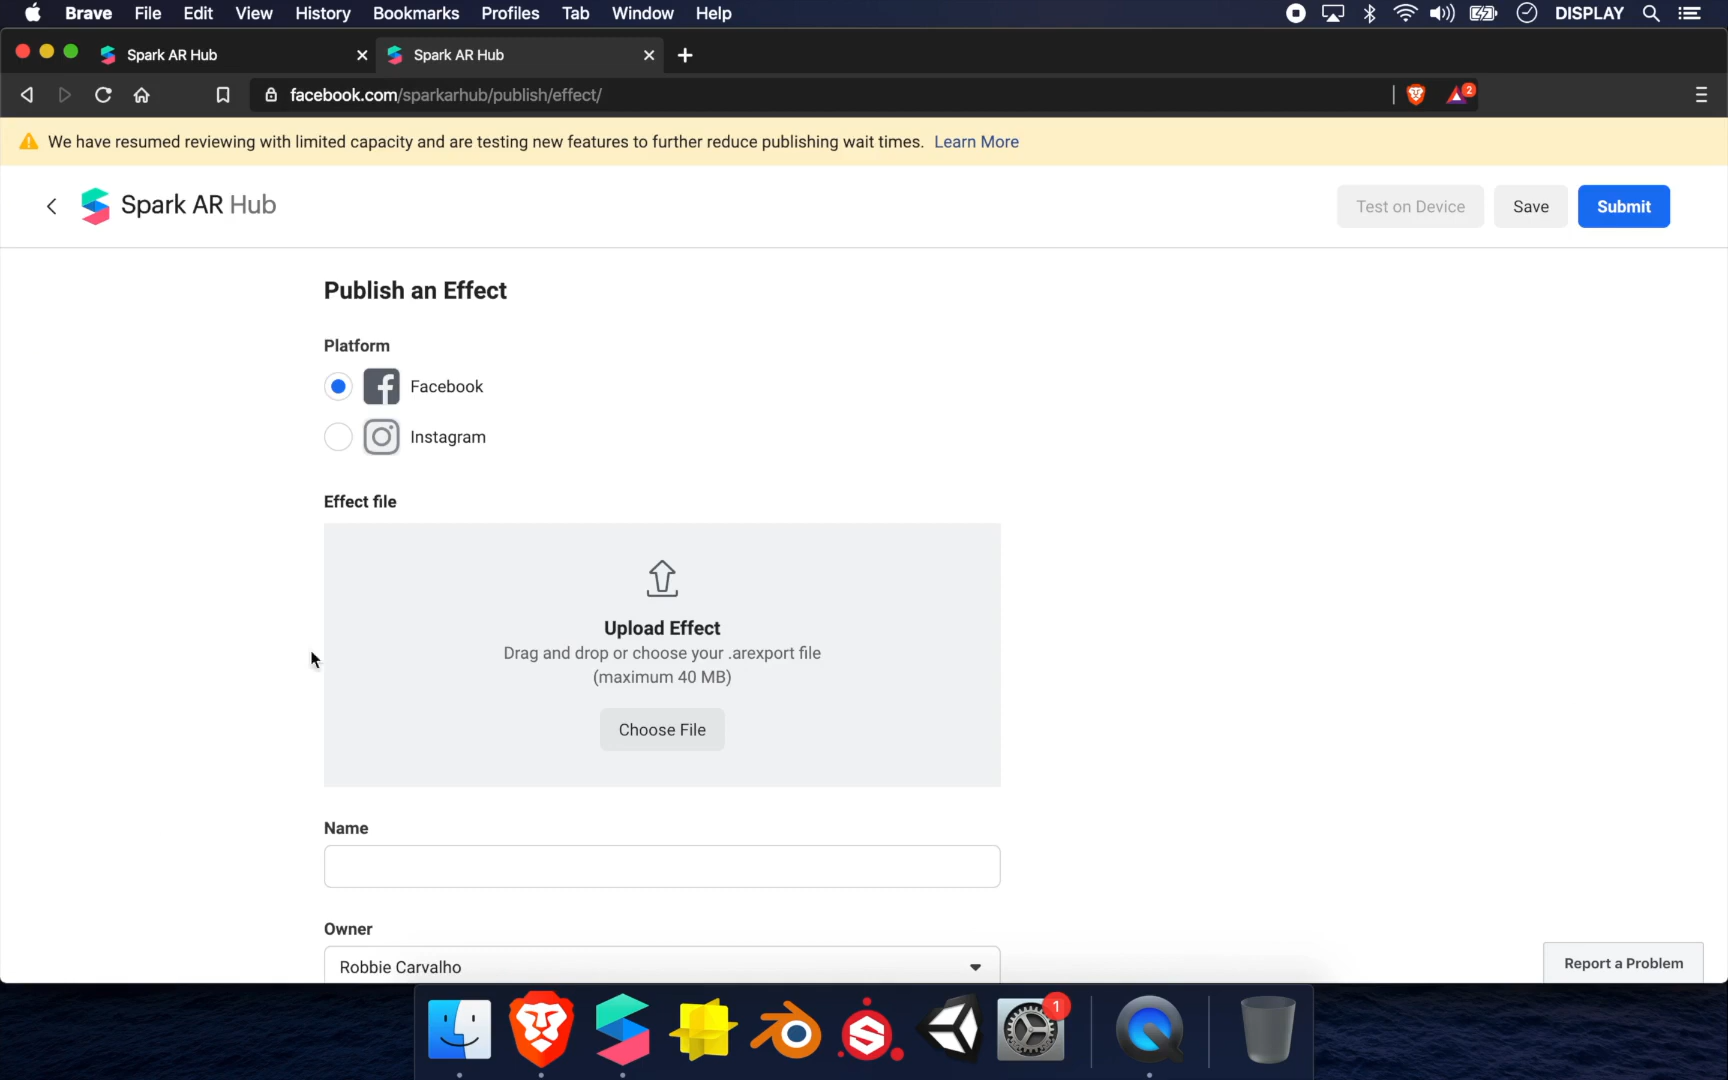 Brave File Edit View History Bookmarks Profiles Tab Window Help DISPLAY
Spark AR Hub Spark AR Hub
facebook.com/sparkarhub/publish/effect/ 2
We have resumed reviewing with limited capacity and are testing new features to further reduce publishing wait times. Learn More
Spark AR Hub Test on Device Save Submit
Publish an Effect
Platform
Facebook
Instagram
Effect file
Upload Effect
Drag and drop or choose your .arexport file
(maximum 40 MB)
Choose File
Name
Owner
Robbie Carvalho
Report a Problem
1